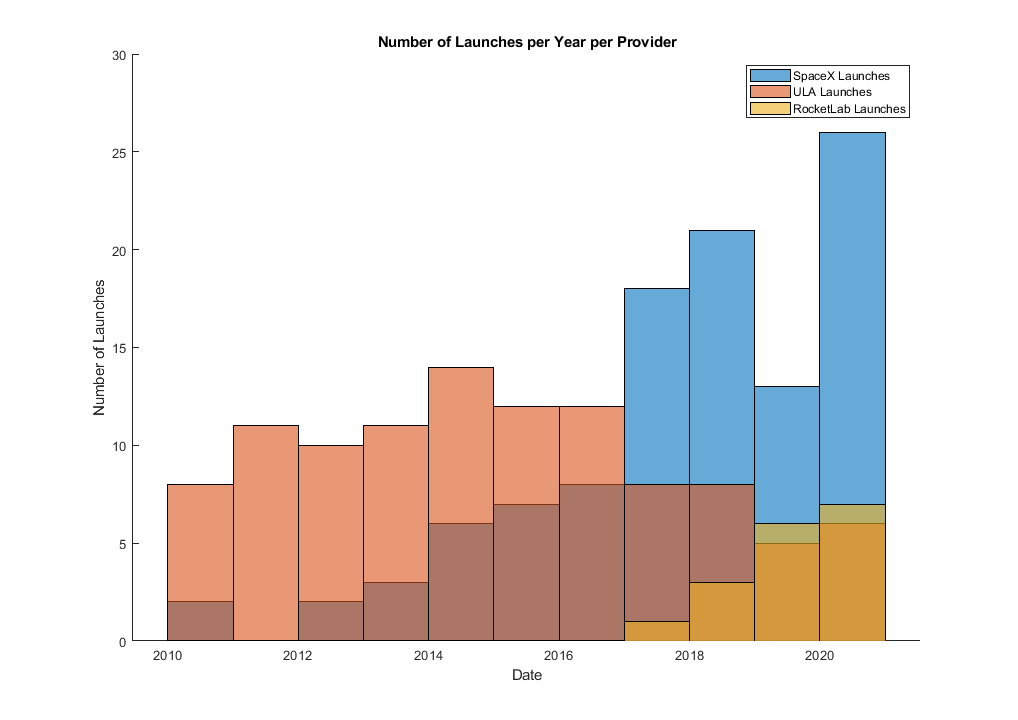 Number of Launches per Year per Provider
SpaceX Launches
ULA Launches
RocketLab Launches
30
25
20
15
10
5
0
Number of Launches
2010
2012
2014
2016
2018
2020
Date